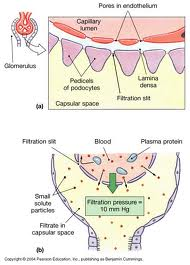 Pores in endothelium
Capillary
lumen
Glomerulus
Pedicels
of podocytes
Lamina
densa
Capsular space
Filtration slit
(a)
Filtration slit
Blood
Plasma protein
Small
solute
particles
Filtration pressure =
10 mm Hg
Filtrate in
capsular space
(b)
Copyright © 2004 Pearson Education, Inc., publishing as Benjamin Cummings.